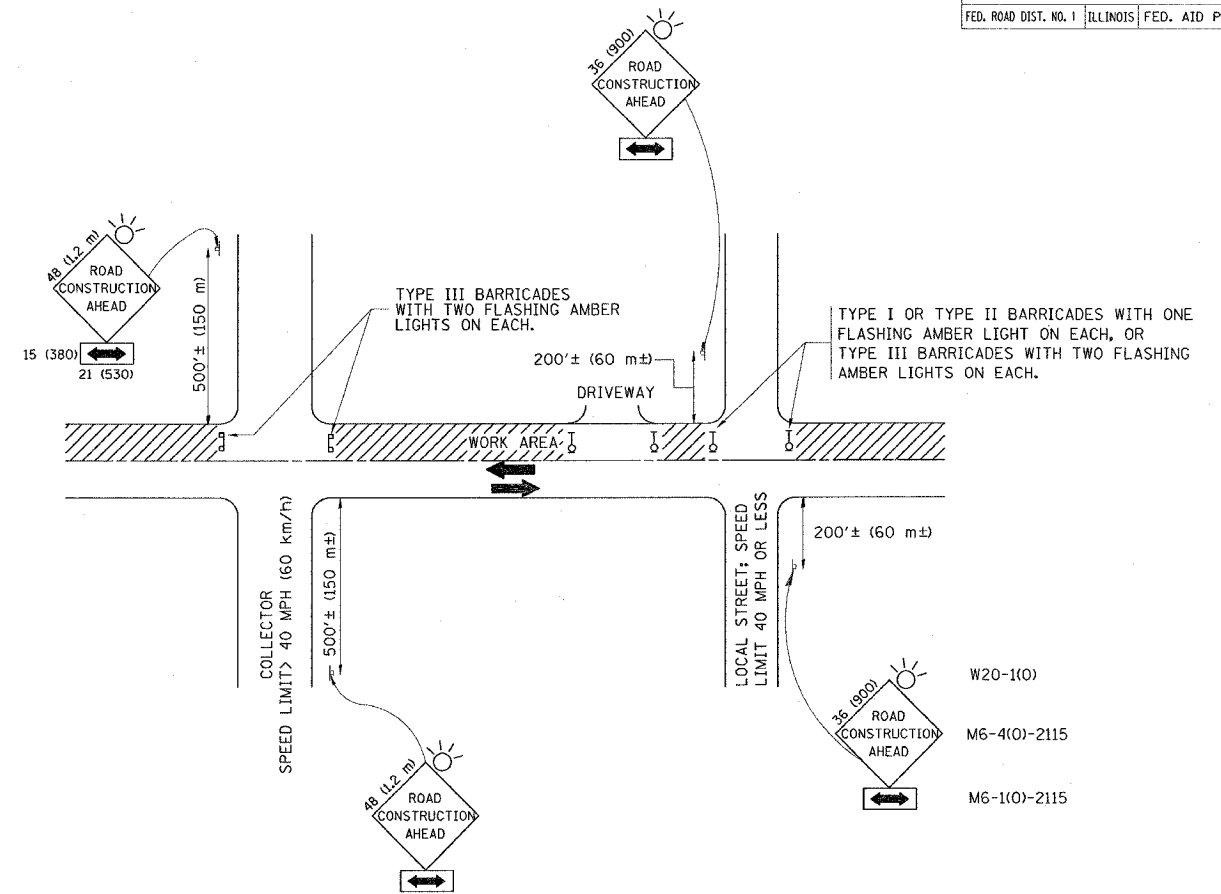 FED. ROAD DIST. NO. 1 ILLINOIS FED. AID P
36 (900)
ROAD
CONSTRUCTION
AHEAD
48 (1.2 m)
ROAD
CONSTRUCTION
AHEAD
15 (380)
21 (530)
500'± (150 m)
TYPE III BARRICADES
WITH TWO FLASHING AMBER
LIGHTS ON EACH.
200'± (60 m±)
DRIVEWAY
TYPE I OR TYPE II BARRICADES WITH ONE
FLASHING AMBER LIGHT ON EACH, OR
TYPE III BARRICADES WITH TWO FLASHING
AMBER LIGHTS ON EACH.
WORK AREA
COLLECTOR
SPEED LIMIT> 40 MPH (60 km/h)
500'± (150 m±)
LOCAL STREET; SPEED
LIMIT 40 MPH OR LESS
200'± (60 m±)
48 (1.2 m)
ROAD
CONSTRUCTION
AHEAD
36 (900)
ROAD
CONSTRUCTION
AHEAD
W20-1(O)
M6-4(O)-2115
M6-1(O)-2115